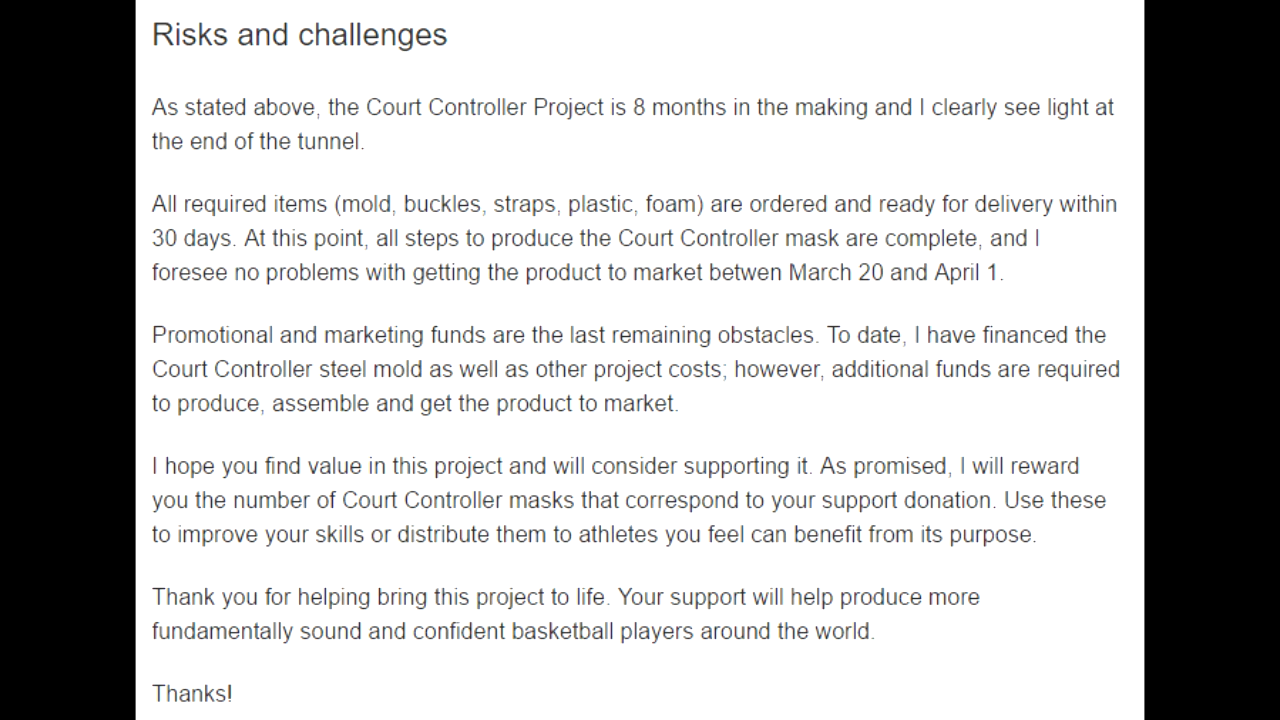 Risks and challenges
As stated above, the Court Controller Project is 8 months in the making and I clearly see light at
the end of the tunnel.
All required items (mold, buckles, straps, plastic, foam) are ordered and ready for delivery within
30 days. At this point, all steps to produce the Court Controller mask are complete, and I
foresee no problems with getting the product to market betwen March 20 and April 1.
Promotional and marketing funds are the last remaining obstacles. To date, I have financed the
Court Controller steel mold as well as other project costs; however, additional funds are required
to produce, assemble and get the product to market.
I hope you find value in this project and will consider supporting it. As promised, I will reward
you the number of Court Controller masks that correspond to your support donation. Use these
to improve your skills or distribute them to athletes you feel can benefit from its purpose.
Thank you for helping bring this project to life. Your support will help produce more
fundamentally sound and confident basketball players around the world.
Thanks!